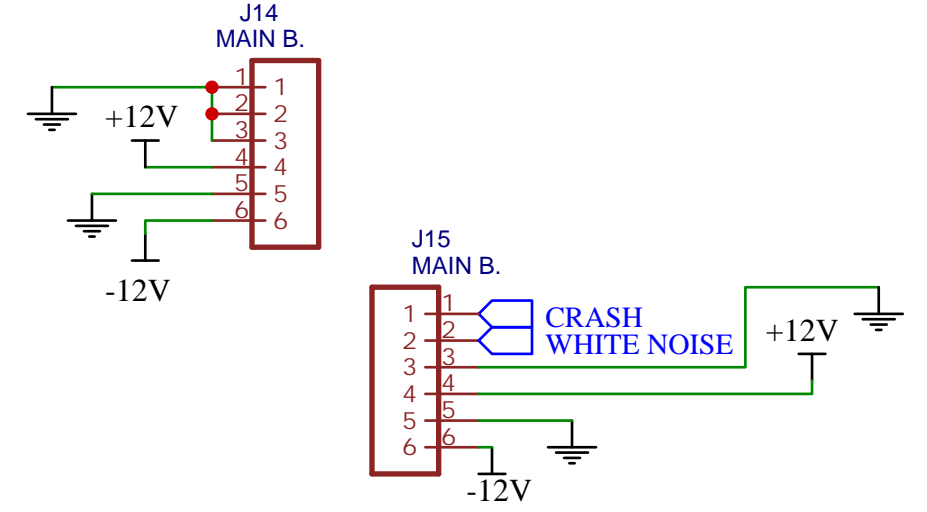 J14
MAIN B.
1 1
2 2
+12V
3 3
4 4
5 5
6 6
-12V
J15
MAIN B.
1 1 CRASH
2 2 WHITE NOISE
+12V
3 3
4 4
5 5
6 6
-12V